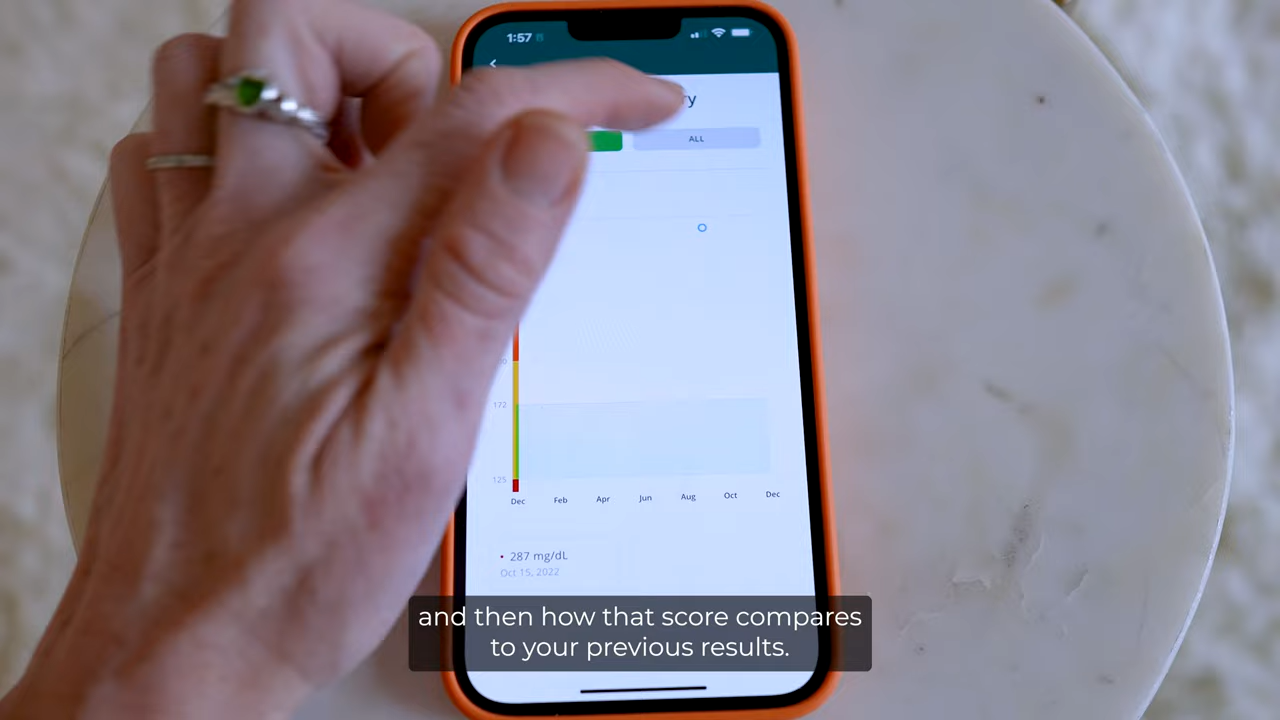 1:57
ALL
172
125
Dec Feb Apr Jun Aug Oct Dec
• 287 mg/dL
Oct 15, 2022
and then how that score compares
to your previous results.